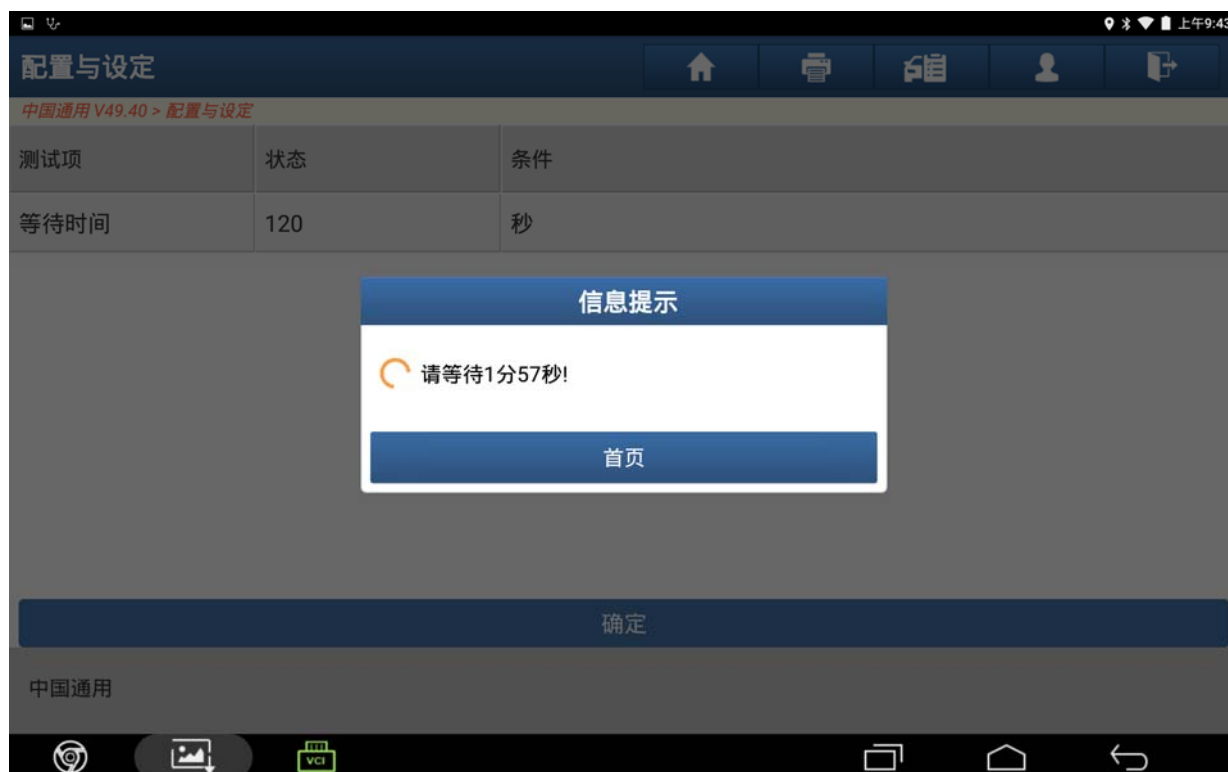 上午9:43
配置与设定
中国通用 V49.40 > 配置与设定
测试项 状态 条件
等待时间 120 秒
信息提示
请等待1分57秒!
首页
确定
中国通用
VCI